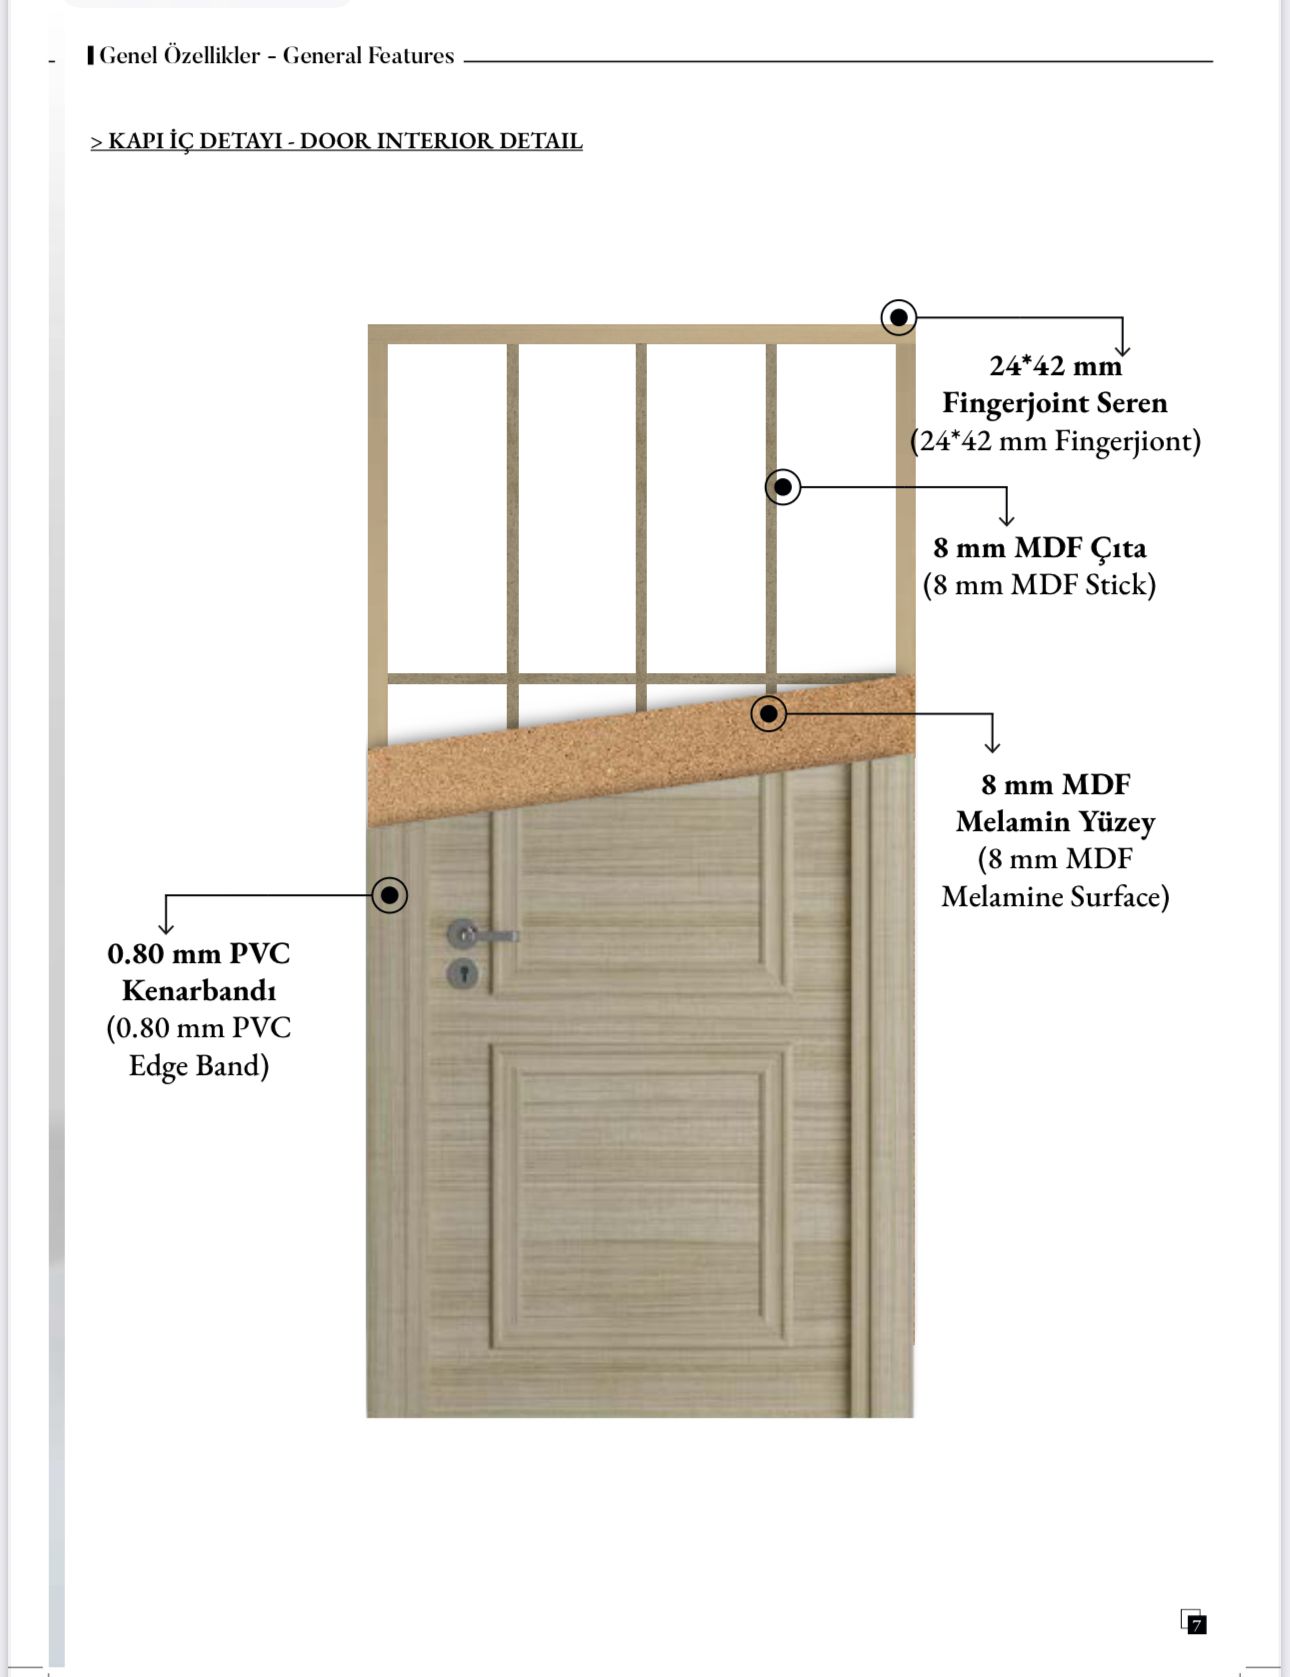 Genel Özellikler - General Features
> KAPI İÇ DETAYI - DOOR INTERIOR DETAIL
24*42 mm
Fingerjoint Seren
(24*42 mm Fingerjiont)
8 mm MDF Çıta
(8 mm MDF Stick)
8 mm MDF
Melamin Yüzey
(8 mm MDF
Melamine Surface)
0.80 mm PVC
Kenarbandı
(0.80 mm PVC
Edge Band)
7